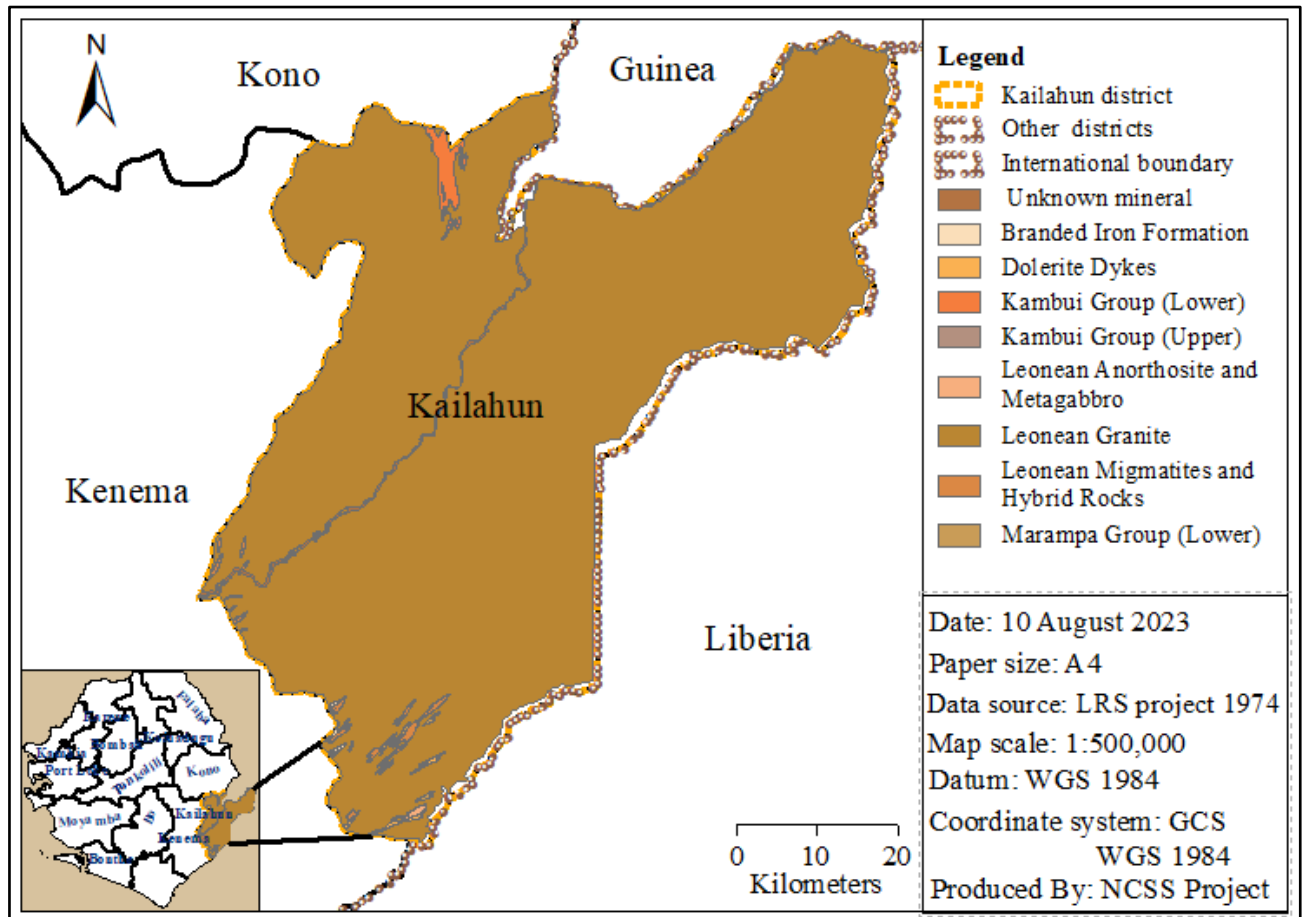 N
Kono
Guinea
Kailahun
Kenema
Liberia
0 10 20
Kilometers
Kono
Kailahun
Kenema
Moyamba
Legend
Kailahun district
Other districts
International boundary
Unknown mineral
Branded Iron Formation
Dolerite Dykes
Kambui Group (Lower)
Kambui Group (Upper)
Leonean Anorthosite and
Metagabbro
Leonean Granite
Leonean Migmatites and
Hybrid Rocks
Marampa Group (Lower)
Date: 10 August 2023
Paper size: A4
Data source: LRS project 1974
Map scale: 1:500,000
Datum: WGS 1984
Coordinate system: GCS
WGS 1984
Produced By: NCSS Project